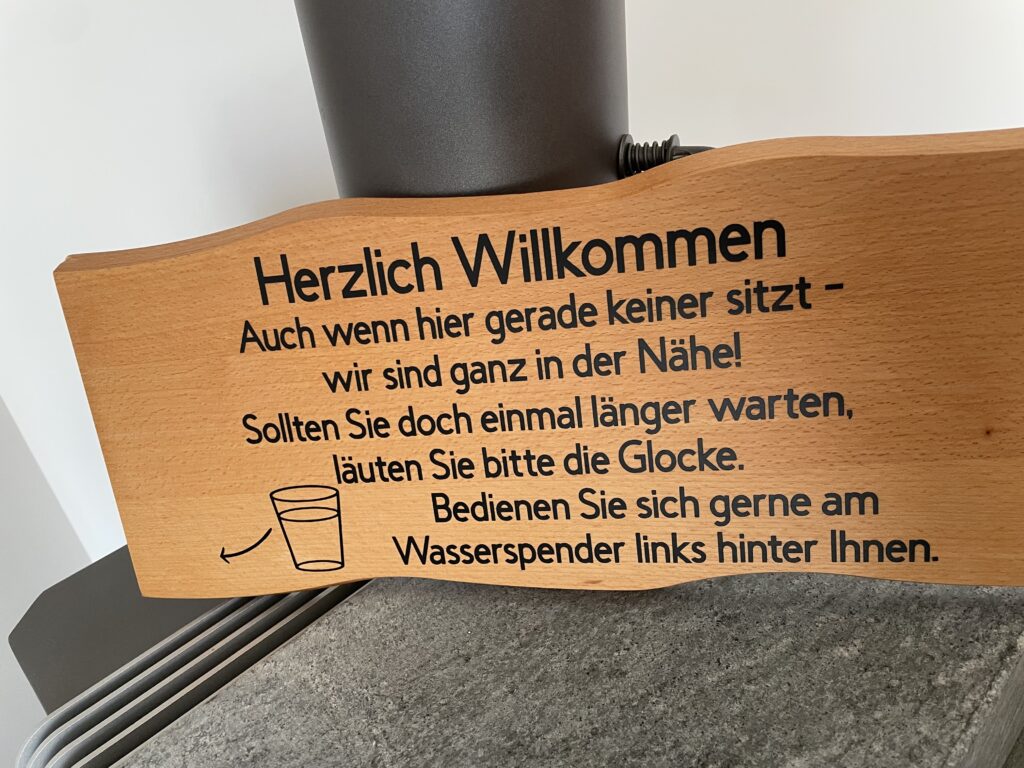 Herzlich Willkommen
Auch wenn hier gerade keiner sitzt -
wir sind ganz in der Nähe!
Sollten Sie doch einmal länger warten,
läuten Sie bitte die Glocke.
Bedienen Sie sich gerne am
Wasserspender links hinter Ihnen.